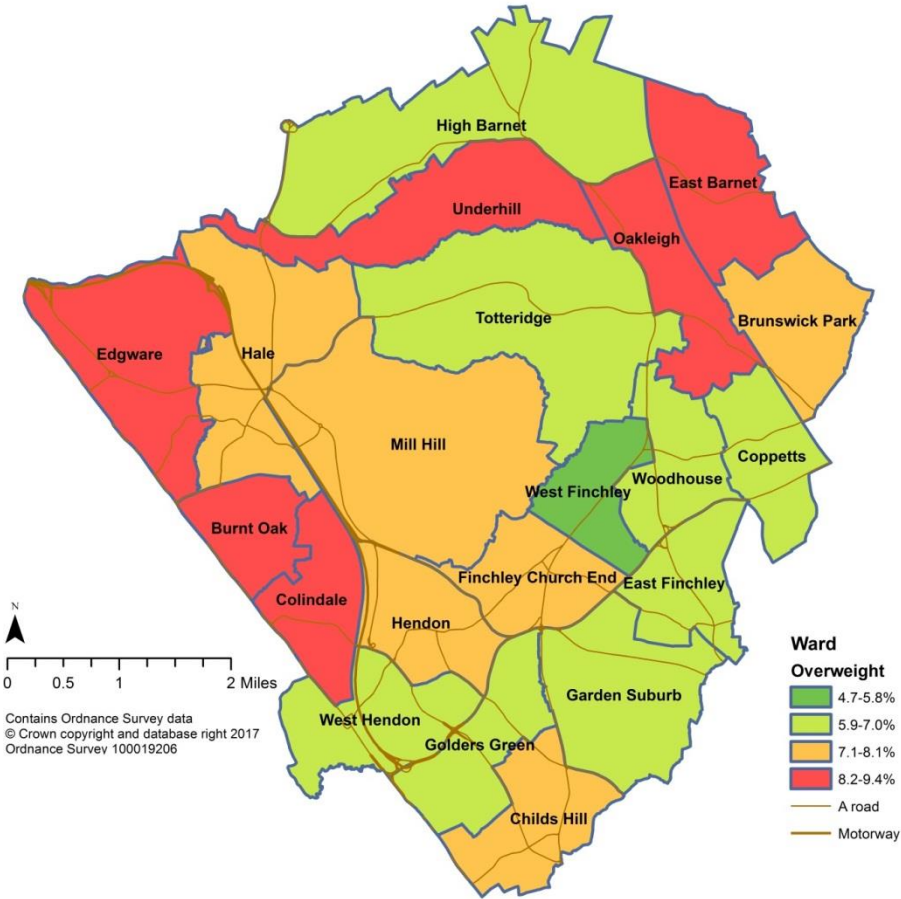 High Barnet
East Barnet
Underhill
Oakleigh
Totteridge
Brunswick Park
Edgware
Hale
Mill Hill
Coppetts
Woodhouse
West Finchley
Burnt Oak
Finchley Church End
East Finchley
Colindale
Hendon
Garden Suburb
West Hendon
Golders Green
Childs Hill
N
0 0.5 1 2 Miles
Contains Ordnance Survey data
© Crown copyright and database right 2017
Ordnance Survey 100019206
Ward
Overweight
4.7-5.8%
5.9-7.0%
7.1-8.1%
8.2-9.4%
A road
Motorway